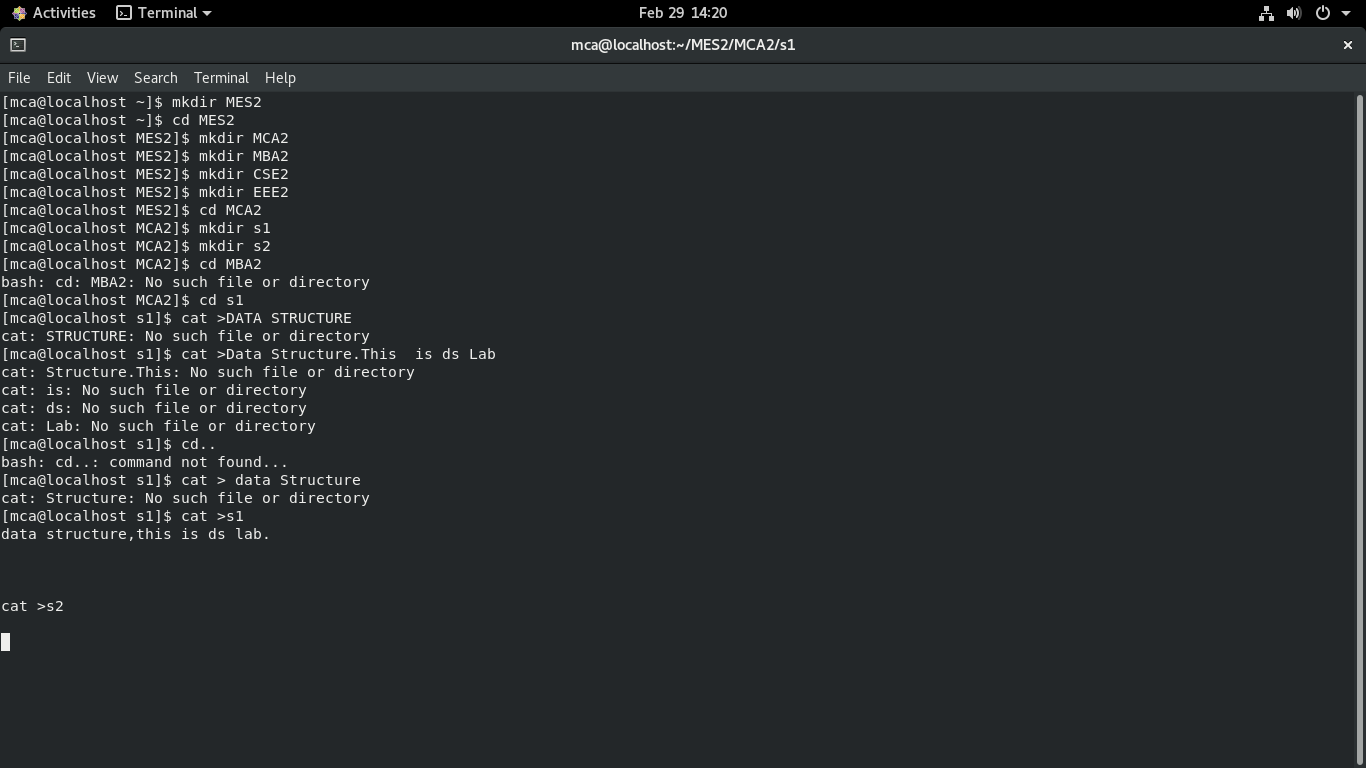 Activities Terminal Feb 29 14:20
mca@localhost:~/MES2/MCA2/s1 ×
File Edit View Search Terminal Help
[mca@localhost ~]$ mkdir MES2
[mca@localhost ~]$ cd MES2
[mca@localhost MES2]$ mkdir MCA2
[mca@localhost MES2]$ mkdir MBA2
[mca@localhost MES2]$ mkdir CSE2
[mca@localhost MES2]$ mkdir EEE2
[mca@localhost MES2]$ cd MCA2
[mca@localhost MCA2]$ mkdir s1
[mca@localhost MCA2]$ mkdir s2
[mca@localhost MCA2]$ cd MBA2
bash: cd: MBA2: No such file or directory
[mca@localhost MCA2]$ cd s1
[mca@localhost s1]$ cat >DATA STRUCTURE
cat: STRUCTURE: No such file or directory
[mca@localhost s1]$ cat >Data Structure.This  is ds Lab
cat: Structure.This: No such file or directory
cat: is: No such file or directory
cat: ds: No such file or directory
cat: Lab: No such file or directory
[mca@localhost s1]$ cd..
bash: cd..: command not found...
[mca@localhost s1]$ cat > data Structure
cat: Structure: No such file or directory
[mca@localhost s1]$ cat >s1
data structure,this is ds lab.
cat >s2